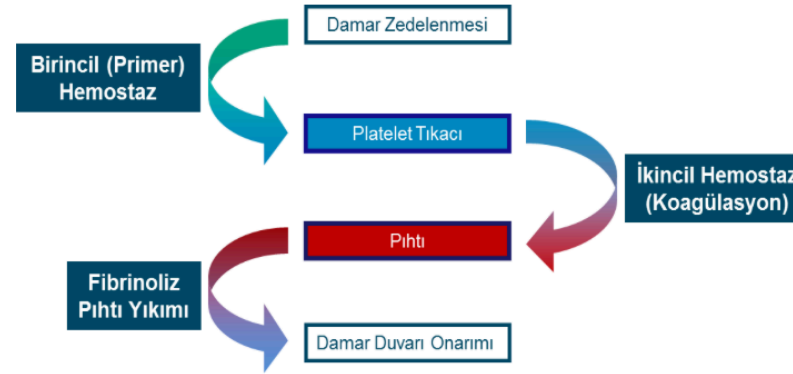 Damar Zedelenmesi
Birincil (Primer)
Hemostaz
Platelet Tıkacı
İkincil Hemostaz
(Koagülasyon)
Pıhtı
Fibrinoliz
Pıhtı Yıkımı
Damar Duvarı Onarımı